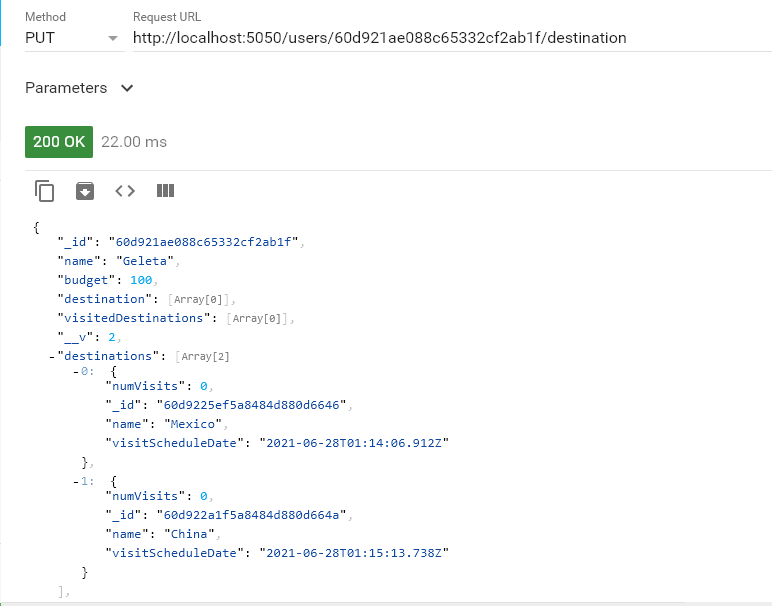 Method
Request URL
PUT
http://localhost:5050/users/60d921ae088c65332cf2ab1f/destination
Parameters
200 OK 22.00 ms
{
"_id": "60d921ae088c65332cf2ab1f",
"name": "Geleta",
"budget": 100,
"destination": [Array[0]],
"visitedDestinations": [Array[0]],
"__v": 2,
-"destinations": [Array[2]
-0: {
"numVisits": 0,
"_id": "60d9225ef5a8484d880d6646",
"name": "Mexico",
"visitScheduleDate": "2021-06-28T01:14:06.912Z"
},
-1: {
"numVisits": 0,
"_id": "60d922a1f5a8484d880d664a",
"name": "China",
"visitScheduleDate": "2021-06-28T01:15:13.738Z"
}
],